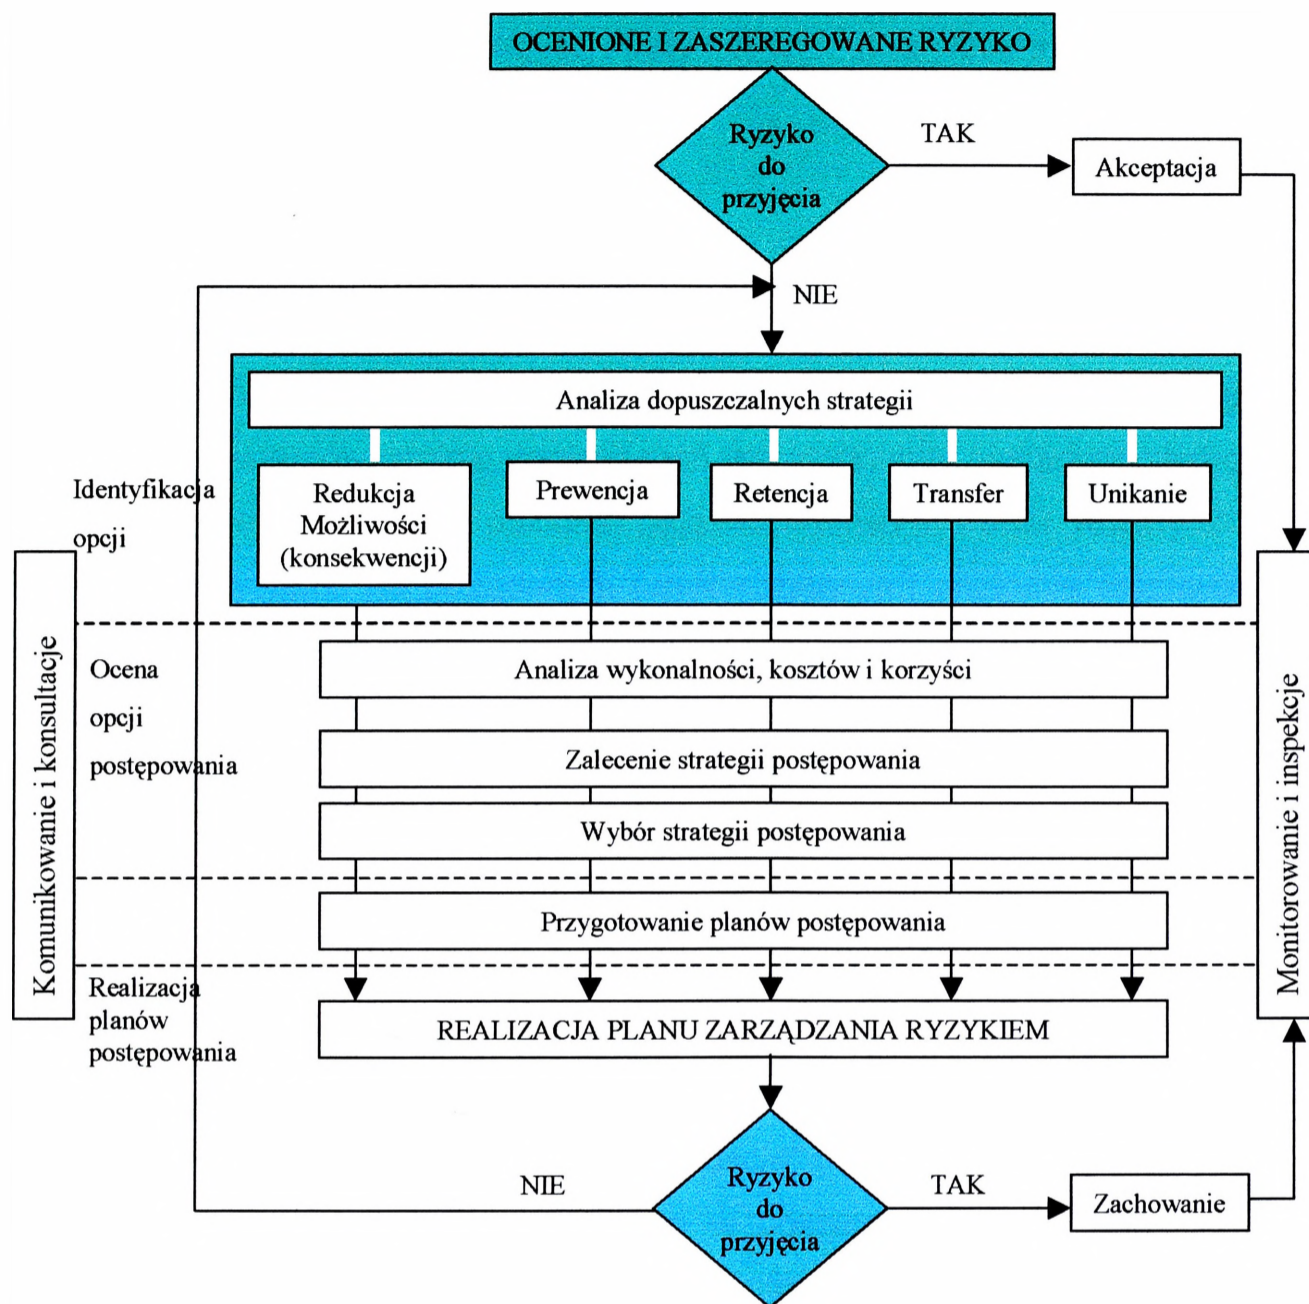 OCENIONE I ZASZEREGOWANE RYZYKO
Ryzyko
do
przyjęcia
TAK
Akceptacja
NIE
Analiza dopuszczalnych strategii
Identyfikacja
opcji
Redukcja
Możliwości
(konsekwencji)
Prewencja
Retencja
Transfer
Unikanie
Komunikowanie i konsultacje
Monitorowanie i inspekcje
Ocena
opcji
postępowania
Analiza wykonalności, kosztów i korzyści
Zalecenie strategii postępowania
Wybór strategii postępowania
Przygotowanie planów postępowania
Realizacja
planów
postępowania
REALIZACJA PLANU ZARZĄDZANIA RYZYKIEM
NIE
Ryzyko
do
przyjęcia
TAK
Zachowanie